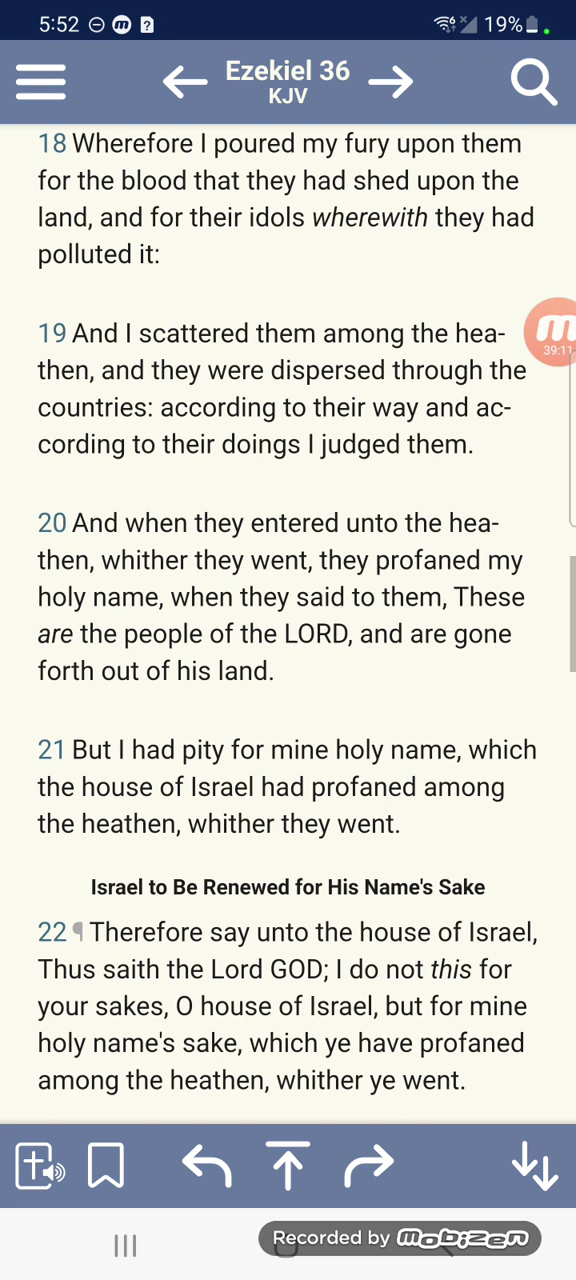 5:52 19%
Ezekiel 36
KJV
18 Wherefore I poured my fury upon them
for the blood that they had shed upon the
land, and for their idols wherewith they had
polluted it:
19 And I scattered them among the hea-
then, and they were dispersed through the
countries: according to their way and ac-
cording to their doings I judged them.
39:11
20 And when they entered unto the hea-
then, whither they went, they profaned my
holy name, when they said to them, These
are the people of the LORD, and are gone
forth out of his land.
21 But I had pity for mine holy name, which
the house of Israel had profaned among
the heathen, whither they went.
Israel to Be Renewed for His Name's Sake
22 ¶ Therefore say unto the house of Israel,
Thus saith the Lord GOD; I do not this for
your sakes, O house of Israel, but for mine
holy name's sake, which ye have profaned
among the heathen, whither ye went.
Recorded by mobizen